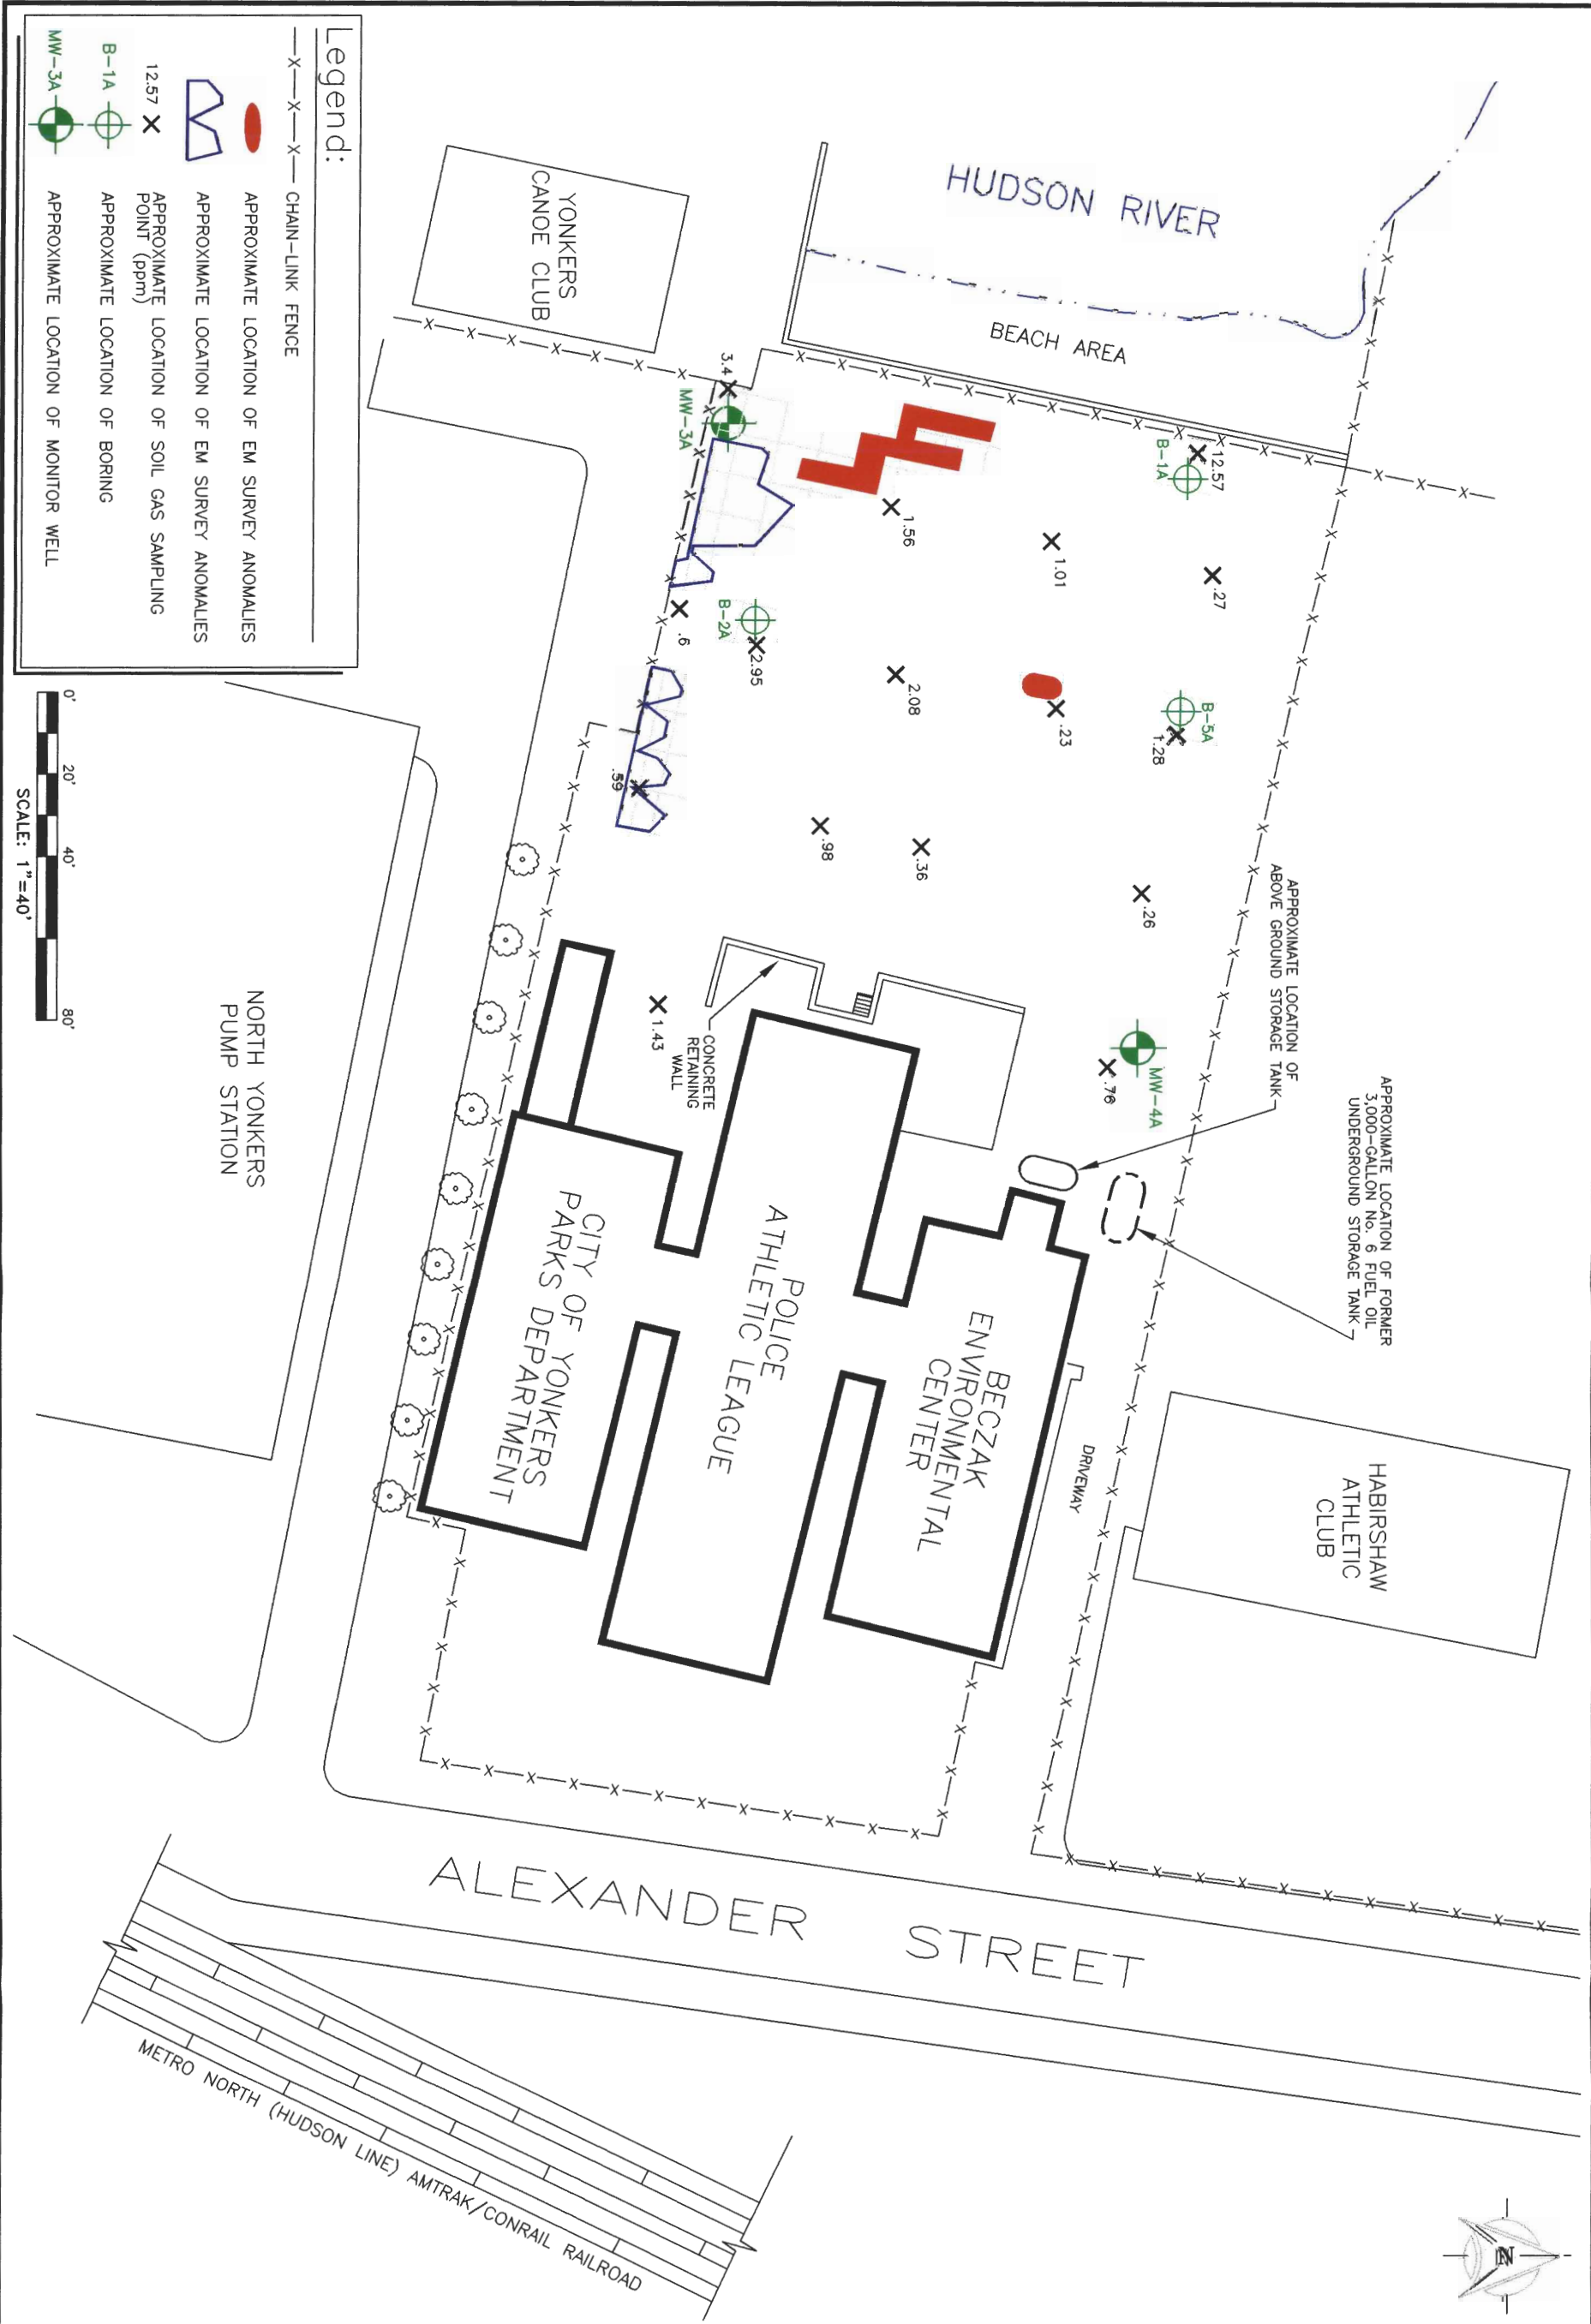 HUDSON RIVER
BEACH AREA
YONKERS
CANOE CLUB
3.4
MW-3A
12.57
B-1A
1.56
1.01
.27
.6
B-2A
2.95
2.08
.23
B-5A
1.28
.59
.98
.36
.26
APPROXIMATE LOCATION OF
ABOVE GROUND STORAGE TANK
APPROXIMATE LOCATION OF FORMER
3,000-GALLON No. 6 FUEL OIL
UNDERGROUND STORAGE TANK
MW-4A
.76
1.43
CONCRETE
RETAINING
WALL
HABIRSHAW
ATHLETIC
CLUB
DRIVEWAY
BECZAK
ENVIRONMENTAL
CENTER
POLICE
ATHLETIC LEAGUE
CITY OF YONKERS
PARKS DEPARTMENT
NORTH YONKERS
PUMP STATION
ALEXANDER STREET
METRO NORTH (HUDSON LINE) AMTRAK/CONRAIL RAILROAD
N
Legend:
—X—X—X— CHAIN-LINK FENCE
APPROXIMATE LOCATION OF EM SURVEY ANOMALIES
APPROXIMATE LOCATION OF EM SURVEY ANOMALIES
12.57 X APPROXIMATE LOCATION OF SOIL GAS SAMPLING
POINT (ppm)
B-1A APPROXIMATE LOCATION OF BORING
MW-3A APPROXIMATE LOCATION OF MONITOR WELL
0' 20' 40' 80'
SCALE: 1"=40'